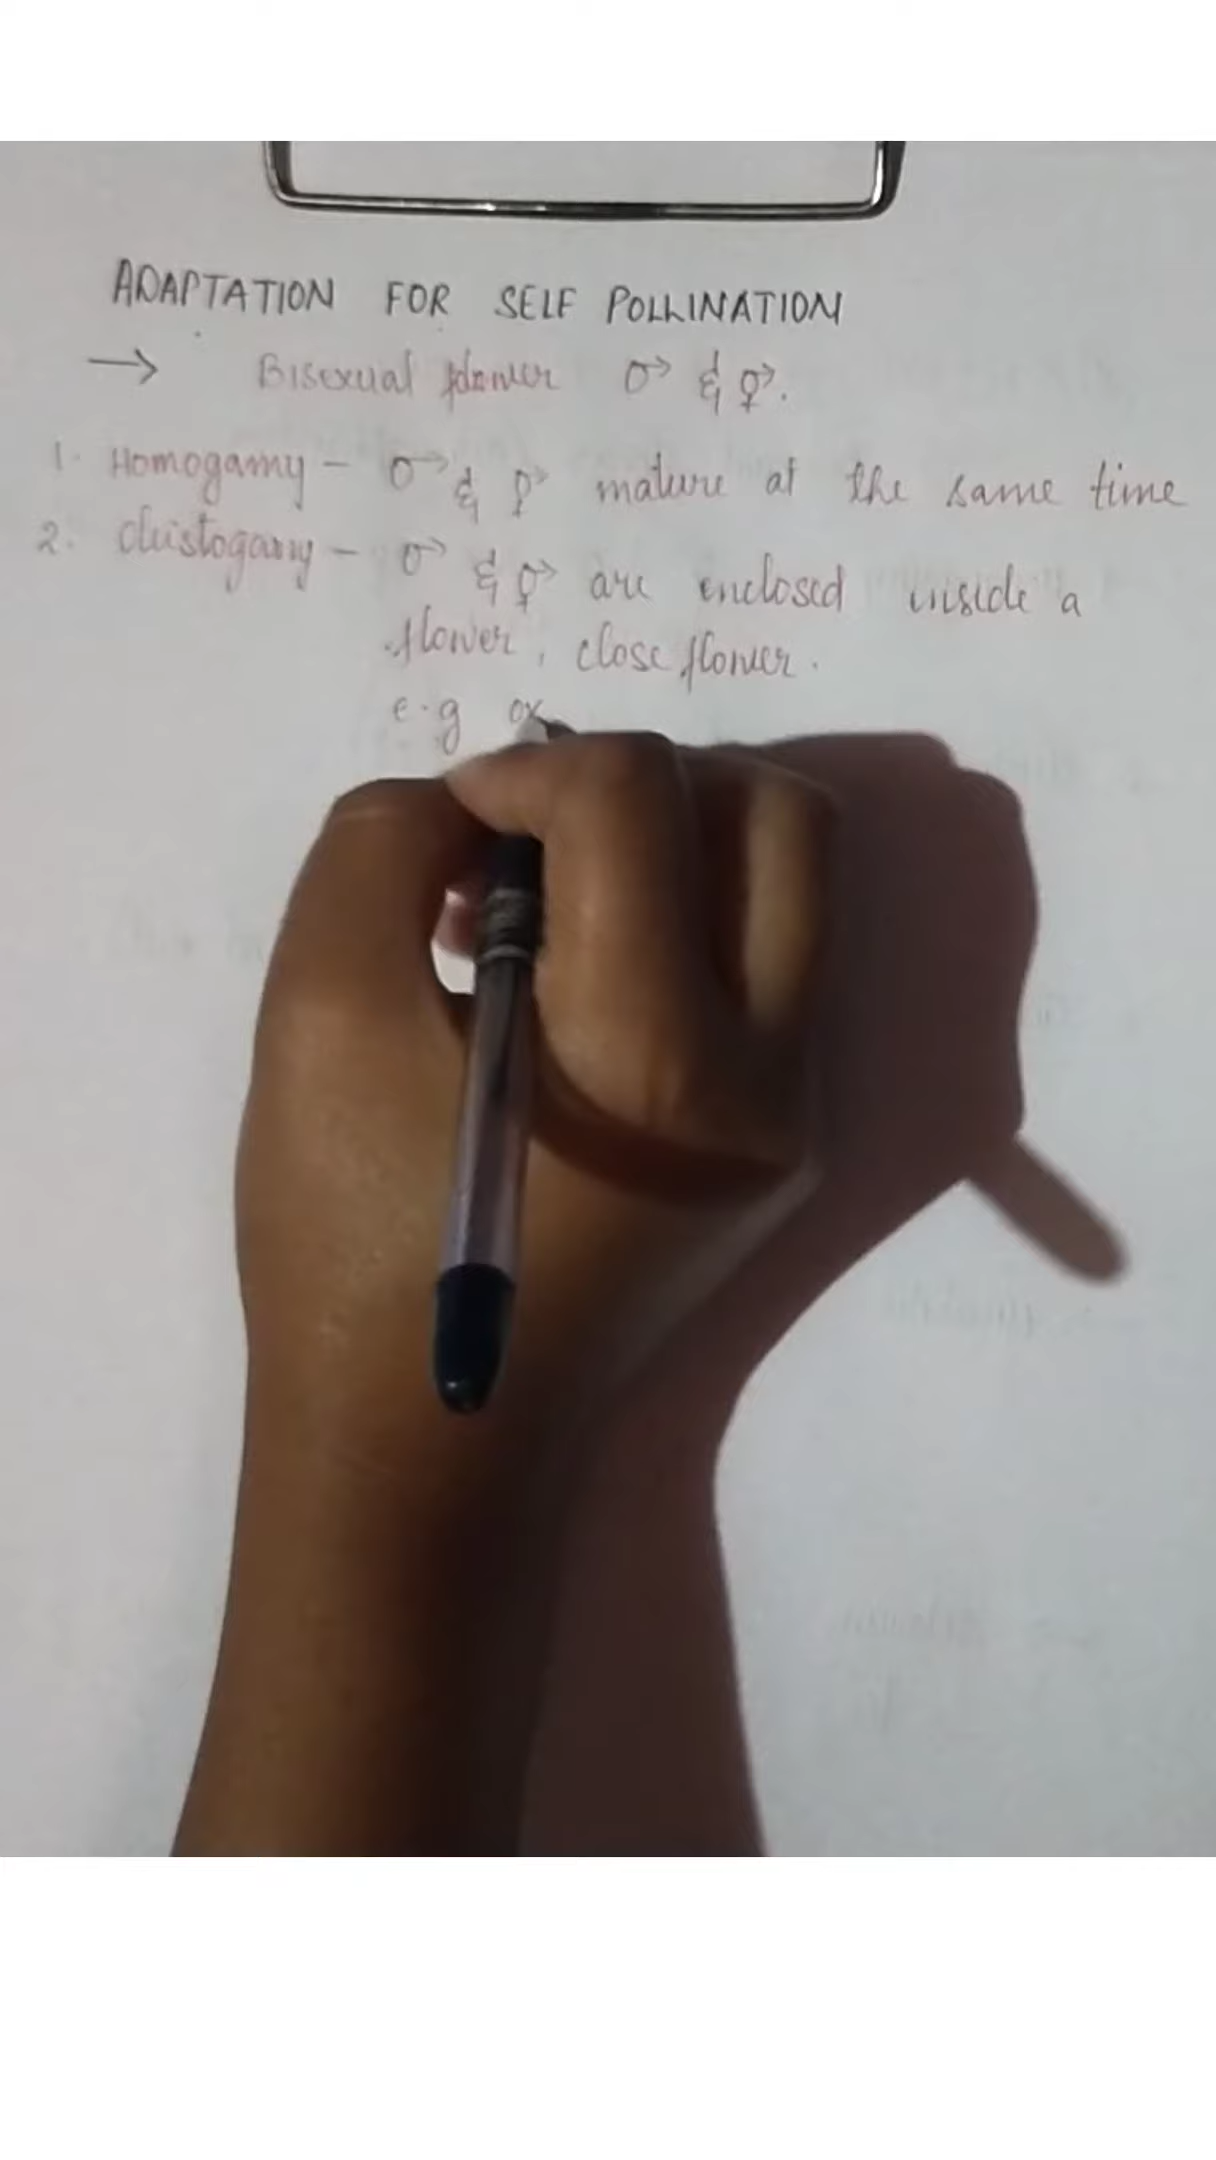 ADAPTATION FOR SELF POLLINATION
→ Bisexual flower ♂ & ⚥.
1. Homogamy - ♂ & ⚥ mature at the same time
2. cleistogamy - ♂ & ⚥ are enclosed inside a
flower, close flower.
e.g ox